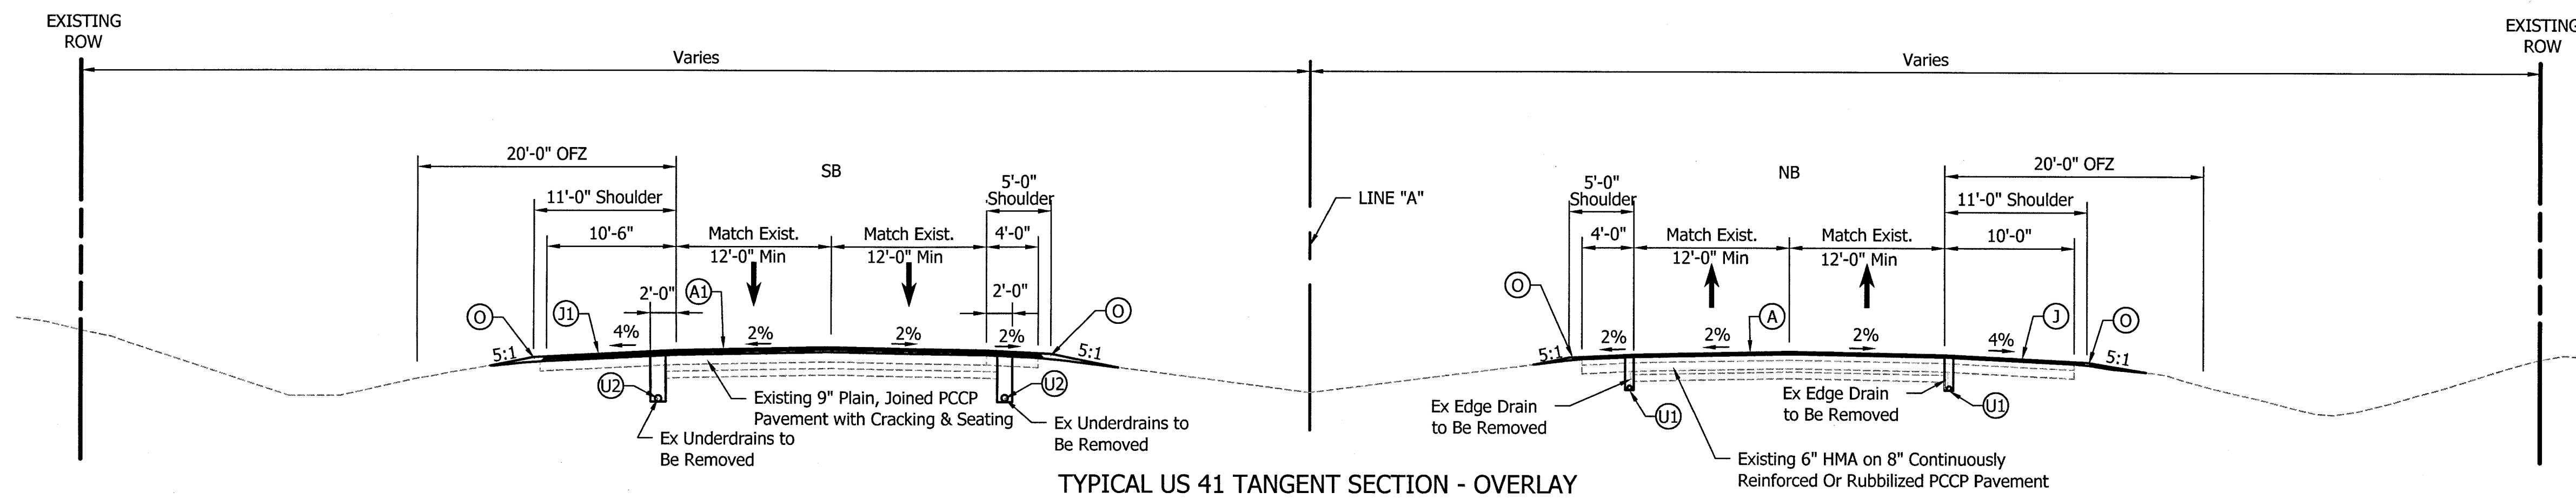 EXISTING
ROW
EXISTING
ROW
Varies
Varies
20'-0" OFZ
SB
5'-0"
Shoulder
11'-0" Shoulder
10'-6"
Match Exist.
12'-0" Min
Match Exist.
12'-0" Min
4'-0"
LINE "A"
NB
20'-0" OFZ
5'-0"
Shoulder
11'-0" Shoulder
4'-0"
Match Exist.
12'-0" Min
Match Exist.
12'-0" Min
10'-0"
2'-0"
A1
2'-0"
O
J1
4%
2%
2%
2%
O
5:1
5:1
O
2%
2%
A
2%
4%
J
O
5:1
5:1
U2
U2
Existing 9" Plain, Joined PCCP
Pavement with Cracking & Seating
Ex Underdrains to
Be Removed
Ex Underdrains to
Be Removed
Ex Edge Drain
to Be Removed
U1
Ex Edge Drain
to Be Removed
U1
Existing 6" HMA on 8" Continuously
Reinforced Or Rubbilized PCCP Pavement
TYPICAL US 41 TANGENT SECTION - OVERLAY